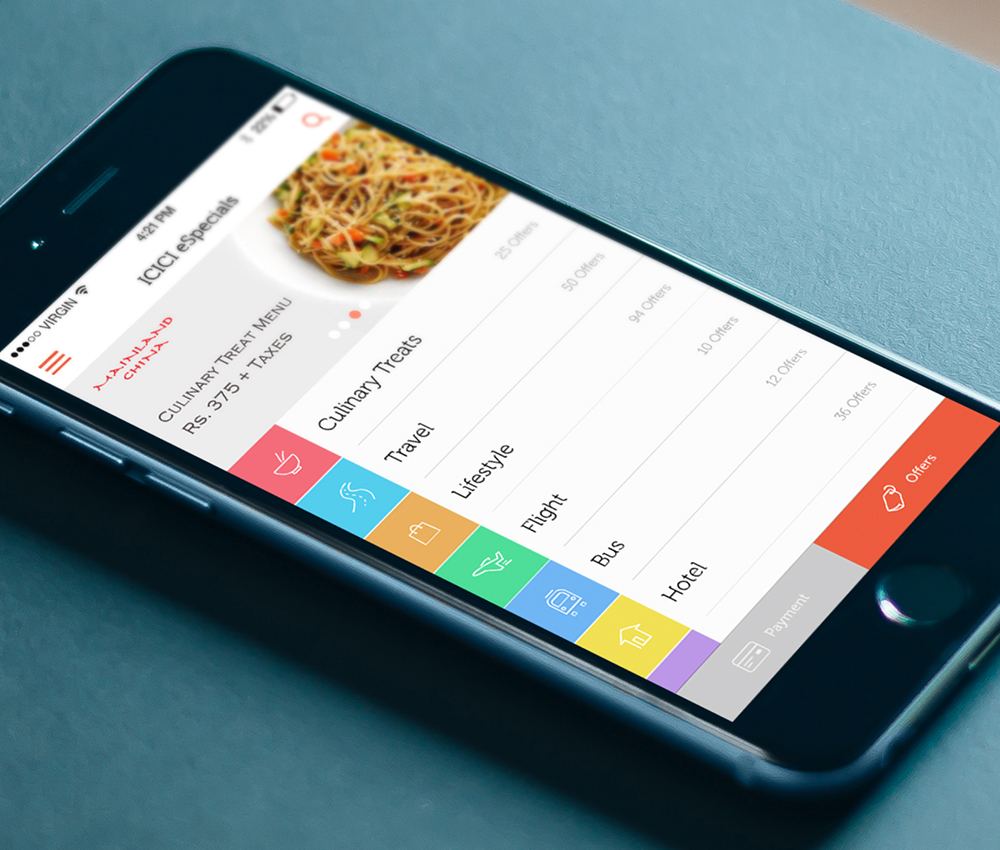 VIRGIN
4:21 PM
22%
ICICI eSpecials
MAINLAND
CHINA
CULINARY TREAT MENU
RS. 375 + TAXES
Culinary Treats
25 Offers
Travel
50 Offers
Lifestyle
94 Offers
Flight
10 Offers
Bus
12 Offers
Hotel
36 Offers
Payment
Offers